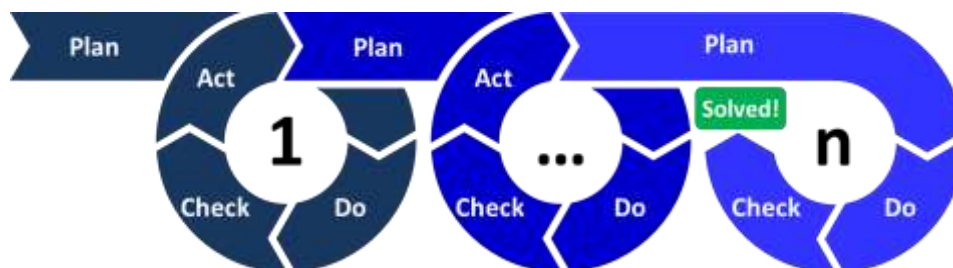 Plan
Act
1
Check
Do
Plan
Act
...
Check
Do
Plan
Solved!
n
Check
Do